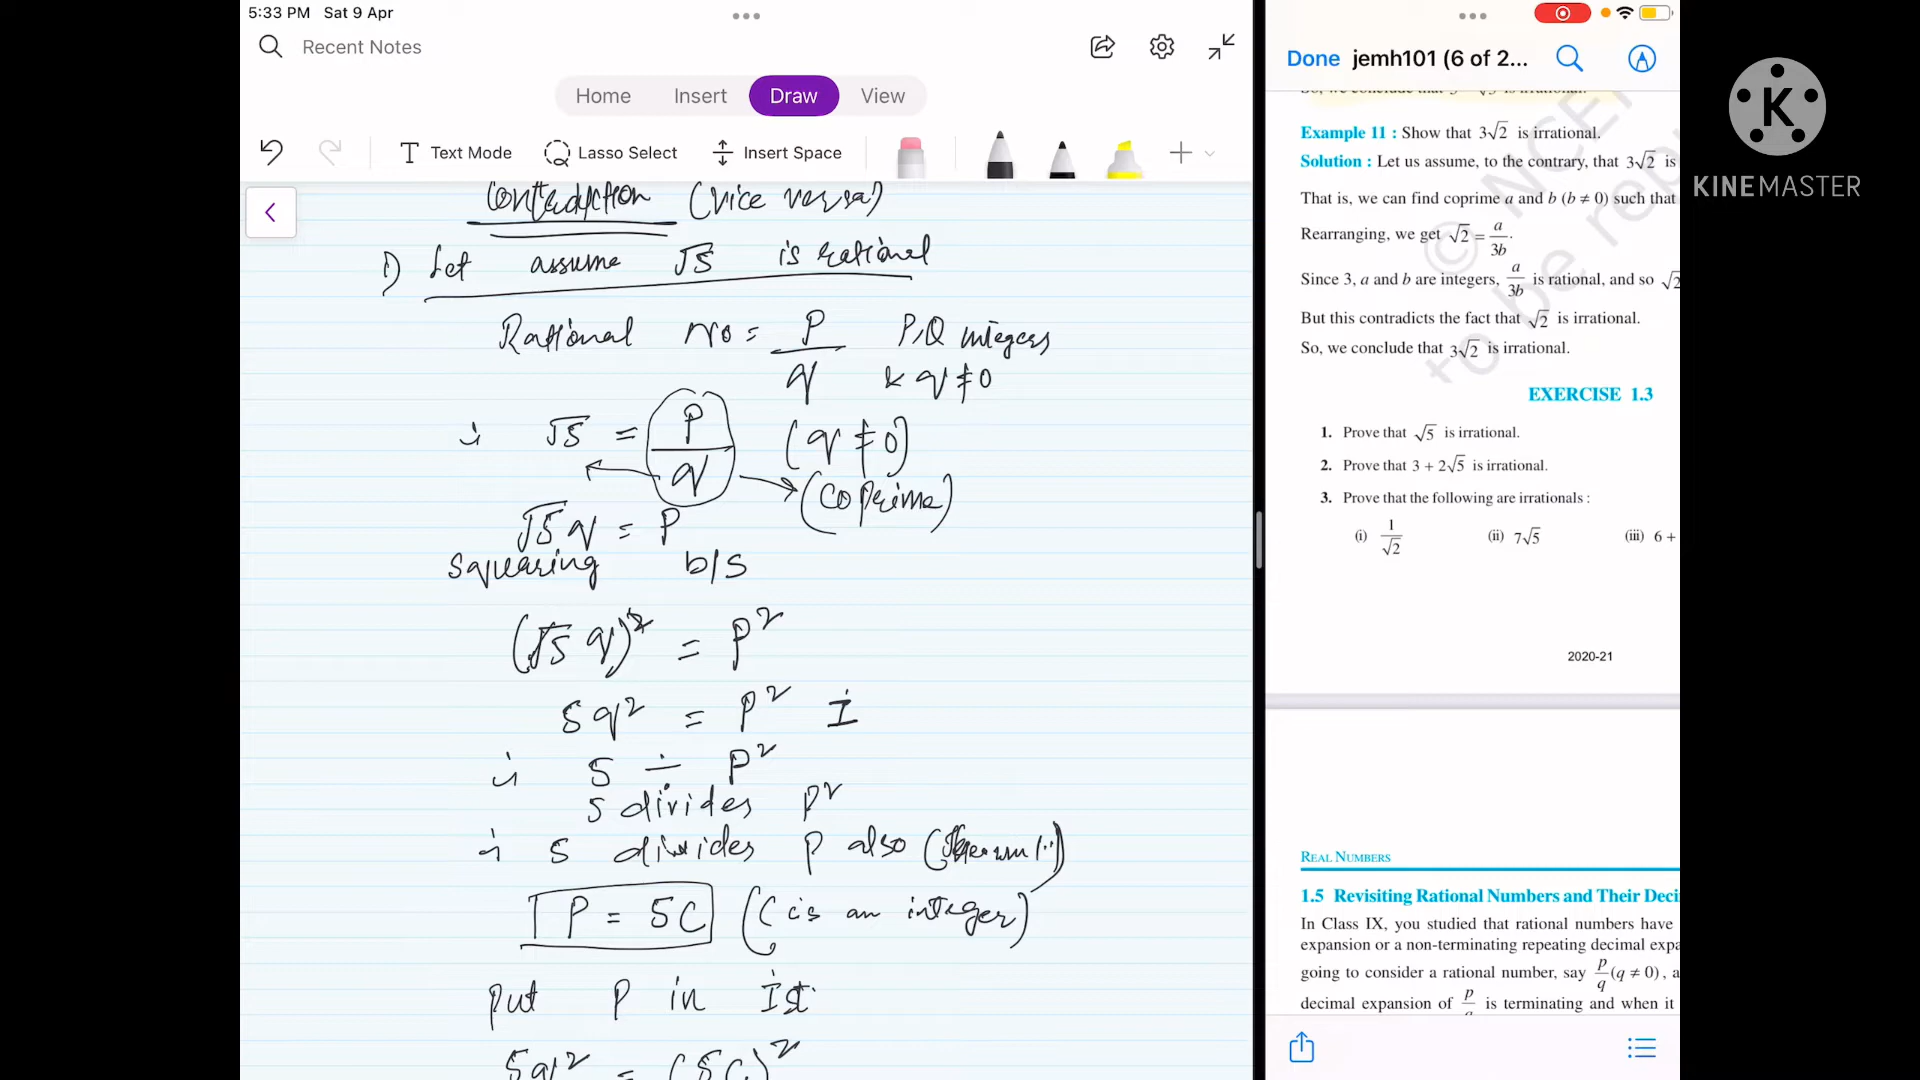 5:33 PM Sat 9 Apr
Recent Notes
Home Insert Draw View
Text Mode Lasso Select Insert Space
Contradiction (vice versa)
1) Let assume √5 is rational
Rational No = P/q P,Q integers
& q ≠ 0
∴ √5 = P/q (q ≠ 0)
(coprime)
√5 q = P
Squaring b/s
(√5 q)² = P²
5q² = P² I
∴ 5 ÷ P²
5 divides P²
∴ 5 divides P also
P = 5C (C is an integer)
put P in Ist
5q² = (5C)²
Done jemh101 (6 of 2...
Example 11 : Show that 3√2 is irrational.
Solution : Let us assume, to the contrary, that 3√2 is
That is, we can find coprime a and b (b ≠ 0) such that
Rearranging, we get √2 = a/3b.
Since 3, a and b are integers, a/3b is rational, and so √2
But this contradicts the fact that √2 is irrational.
So, we conclude that 3√2 is irrational.
EXERCISE 1.3
1. Prove that √5 is irrational.
2. Prove that 3 + 2√5 is irrational.
3. Prove that the following are irrationals :
(i) 1/√2 (ii) 7√5 (iii) 6 +
2020-21
REAL NUMBERS
1.5 Revisiting Rational Numbers and Their Deci
In Class IX, you studied that rational numbers have
expansion or a non-terminating repeating decimal expa
going to consider a rational number, say p/q (q ≠ 0), a
decimal expansion of p/q is terminating and when it
© NCER
to be rep
K
KINEMASTER